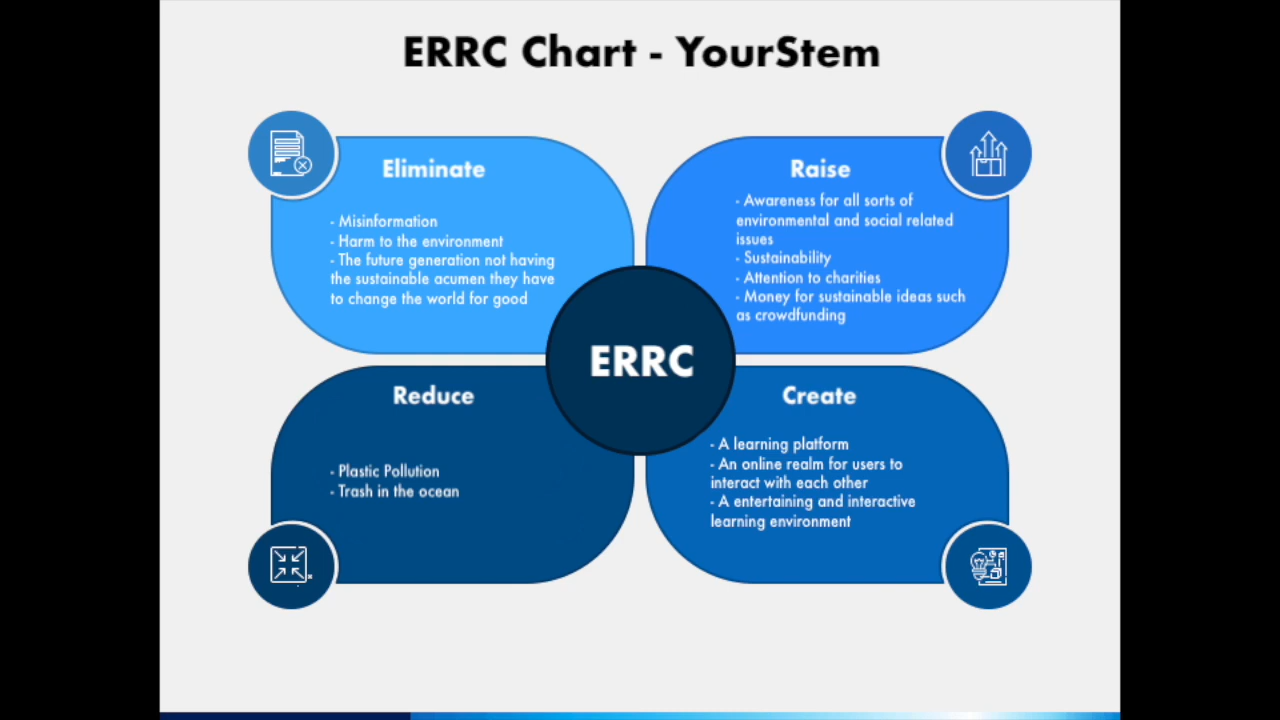 ERRC Chart - YourStem
Eliminate
- Misinformation
- Harm to the environment
- The future generation not having
the sustainable acumen they have
to change the world for good
Raise
- Awareness for all sorts of
environmental and social related
issues
- Sustainability
- Attention to charities
- Money for sustainable ideas such
as crowdfunding
ERRC
Reduce
- Plastic Pollution
- Trash in the ocean
Create
- A learning platform
- An online realm for users to
interact with each other
- A entertaining and interactive
learning environment